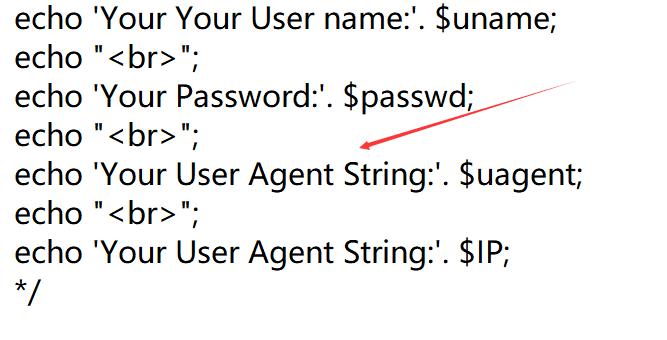 echo 'Your Your User name:'. $uname;
echo "<br>";
echo 'Your Password:'. $passwd;
echo "<br>";
echo 'Your User Agent String:'. $uagent;
echo "<br>";
echo 'Your User Agent String:'. $IP;
*/